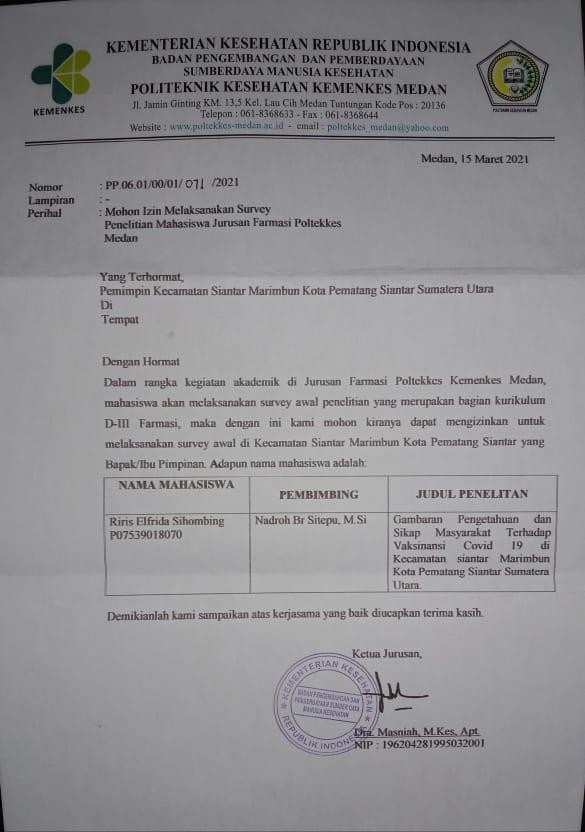 KEMENKES
KEMENTERIAN KESEHATAN REPUBLIK INDONESIA
BADAN PENGEMBANGAN DAN PEMBERDAYAAN
SUMBERDAYA MANUSIA KESEHATAN
POLITEKNIK KESEHATAN KEMENKES MEDAN
Jl. Jamin Ginting KM. 13,5 Kel. Lau Cih Medan Tuntungan Kode Pos : 20136
Telepon : 061-8368633 - Fax : 061-8368644
Website : www.poltekkes-medan.ac.id - email : poltekkes_medan@yahoo.com
POLTEKKES KEMENKES MEDAN
Medan, 15 Maret 2021
Nomor : PP.06.01/00/01/ 071 /2021
Lampiran : -
Perihal : Mohon Izin Melaksanakan Survey
Penelitian Mahasiswa Jurusan Farmasi Poltekkes
Medan
Yang Terhormat,
Pemimpin Kecamatan Siantar Marimbun Kota Pematang Siantar Sumatera Utara
Di
Tempat
Dengan Hormat
Dalam rangka kegiatan akademik di Jurusan Farmasi Poltekkes Kemenkes Medan,
mahasiswa akan melaksanakan survey awal penelitian yang merupakan bagian kurikulum
D-III Farmasi, maka dengan ini kami mohon kiranya dapat mengizinkan untuk
melaksanakan survey awal di Kecamatan Siantar Marimbun Kota Pematang Siantar yang
Bapak/Ibu Pimpinan. Adapun nama mahasiswa adalah:
NAMA MAHASISWA
PEMBIMBING
JUDUL PENELITIAN
Riris Elfrida Sihombing
P07539018070
Nadroh Br Sitepu, M.Si
Gambaran Pengetahuan dan
Sikap Masyarakat Terhadap
Vaksinansi Covid 19 di
Kecamatan siantar Marimbun
Kota Pematang Siantar Sumatera
Utara.
Demikianlah kami sampaikan atas kerjasama yang baik diucapkan terima kasih.
Ketua Jurusan,
KEMENTERIAN KESEHATAN
BADAN PENGEMBANGAN DAN
PEMBERDAYAAN SUMBER DAYA
MANUSIA KESEHATAN
REPUBLIK INDONESIA
Dra. Masniah, M.Kes, Apt.
NIP : 196204281995032001